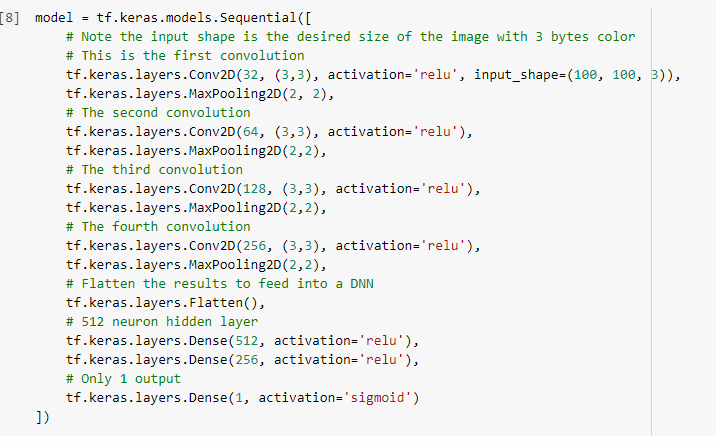 [8] model = tf.keras.models.Sequential([
# Note the input shape is the desired size of the image with 3 bytes color
# This is the first convolution
tf.keras.layers.Conv2D(32, (3,3), activation='relu', input_shape=(100, 100, 3)),
tf.keras.layers.MaxPooling2D(2, 2),
# The second convolution
tf.keras.layers.Conv2D(64, (3,3), activation='relu'),
tf.keras.layers.MaxPooling2D(2,2),
# The third convolution
tf.keras.layers.Conv2D(128, (3,3), activation='relu'),
tf.keras.layers.MaxPooling2D(2,2),
# The fourth convolution
tf.keras.layers.Conv2D(256, (3,3), activation='relu'),
tf.keras.layers.MaxPooling2D(2,2),
# Flatten the results to feed into a DNN
tf.keras.layers.Flatten(),
# 512 neuron hidden layer
tf.keras.layers.Dense(512, activation='relu'),
tf.keras.layers.Dense(256, activation='relu'),
# Only 1 output
tf.keras.layers.Dense(1, activation='sigmoid')
])